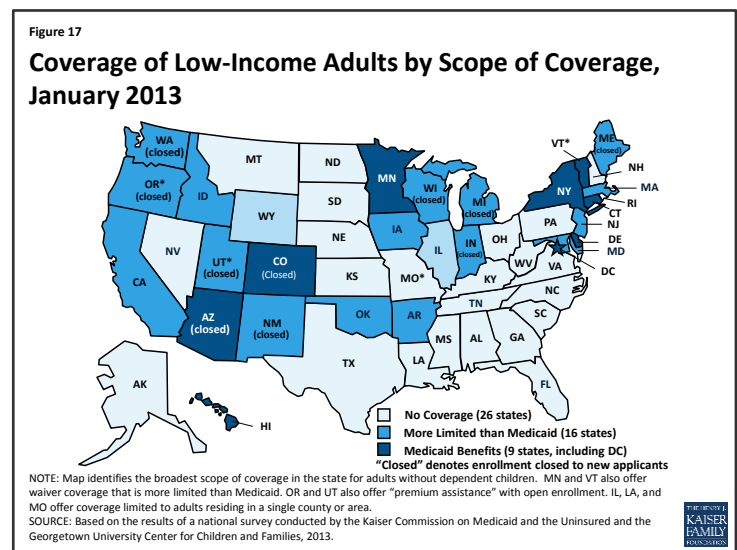 Figure 17
Coverage of Low-Income Adults by Scope of Coverage,
January 2013
WA
(closed)
OR*
(closed)
ID
MT
ND
MN
SD
WY
NE
IA
WI
(closed)
MI
(closed)
VT*
ME
(closed)
NH
NY
MA
RI
CT
NJ
PA
DE
MD
DC
OH
IN
(closed)
IL
NV
UT*
(closed)
CO
(Closed)
KS
MO*
KY
WV
VA
CA
AZ
(closed)
NM
(closed)
OK
AR
TN
NC
SC
MS
AL
GA
TX
LA
FL
AK
HI
No Coverage (26 states)
More Limited than Medicaid (16 states)
Medicaid Benefits (9 states, including DC)
“Closed” denotes enrollment closed to new applicants
NOTE: Map identifies the broadest scope of coverage in the state for adults without dependent children. MN and VT also offer
waiver coverage that is more limited than Medicaid. OR and UT also offer “premium assistance” with open enrollment. IL, LA, and
MO offer coverage limited to adults residing in a single county or area.
SOURCE: Based on the results of a national survey conducted by the Kaiser Commission on Medicaid and the Uninsured and the
Georgetown University Center for Children and Families, 2013.
THE HENRY J.
KAISER
FAMILY
FOUNDATION